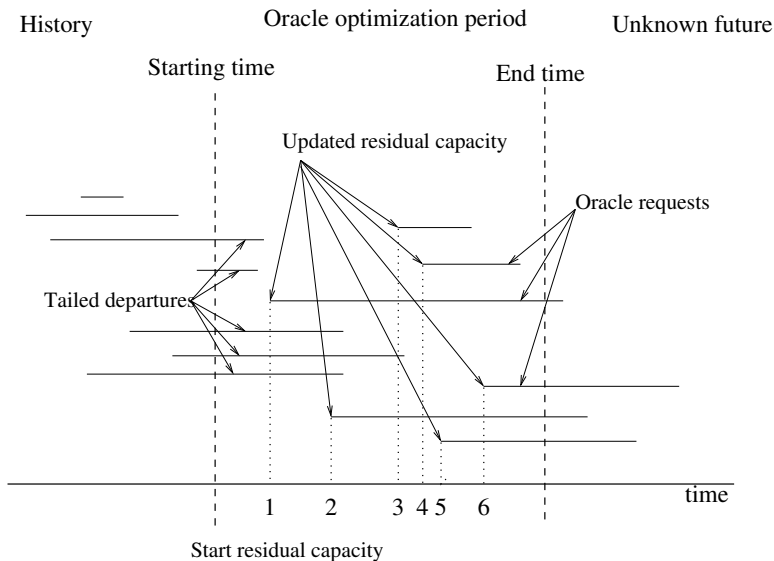 History
Oracle optimization period
Unknown future
Starting time
End time
Updated residual capacity
Oracle requests
Tailed departures
time
1 2 3 4 5 6
Start residual capacity